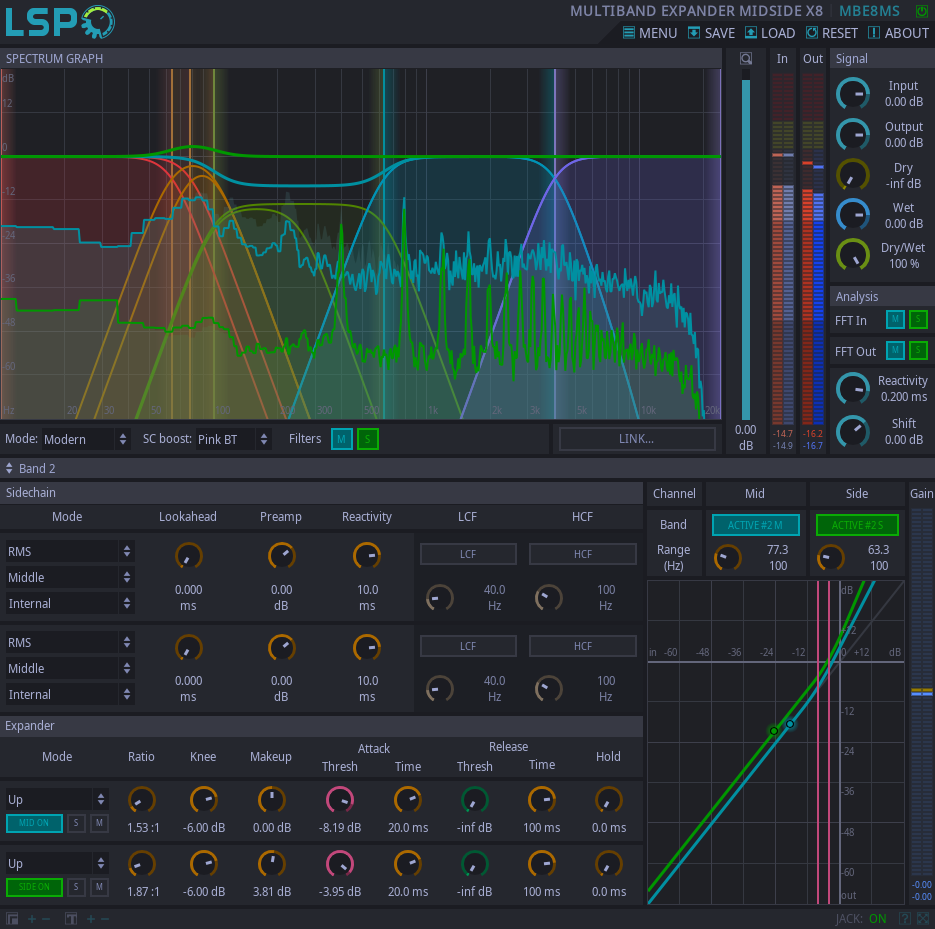 LSP
MULTIBAND EXPANDER MIDSIDE X8 MBE8MS
MENU SAVE LOAD RESET ABOUT
SPECTRUM GRAPH
In Out Signal
dB
12
0
-12
-24
-36
-48
-60
Hz 20 30 50 100 200 300 500 1k 2k 3k 5k 10k 20k
0.00
dB
-14.7 -16.2
-14.9 -16.7
Input
0.00 dB
Output
0.00 dB
Dry
-inf dB
Wet
0.00 dB
Dry/Wet
100 %
Analysis
FFT In M S
FFT Out M S
Reactivity
0.200 ms
Shift
0.00 dB
Mode: Modern SC boost: Pink BT Filters M S LINK...
Band 2
Sidechain
Mode Lookahead Preamp Reactivity LCF HCF
RMS
Middle
Internal
0.000 0.00 10.0
ms dB ms
LCF HCF
40.0 100
Hz Hz
RMS
Middle
Internal
0.000 0.00 10.0
ms dB ms
LCF HCF
40.0 100
Hz Hz
Channel Mid Side Gain
Band ACTIVE #2 M ACTIVE #2 S
Range 77.3 63.3
(Hz) 100 100
dB
+12
in -60 -48 -36 -24 -12 0 +12 dB
-12
-24
-36
-48
-60
out
-0.00
-0.00
Expander
Mode Ratio Knee Makeup Attack Release Hold
Thresh Time Thresh Time
Up
MID ON S M 1.53 :1 -6.00 dB 0.00 dB -8.19 dB 20.0 ms -inf dB 100 ms 0.0 ms
Up
SIDE ON S M 1.87 :1 -6.00 dB 3.81 dB -3.95 dB 20.0 ms -inf dB 100 ms 0.0 ms
JACK: ON